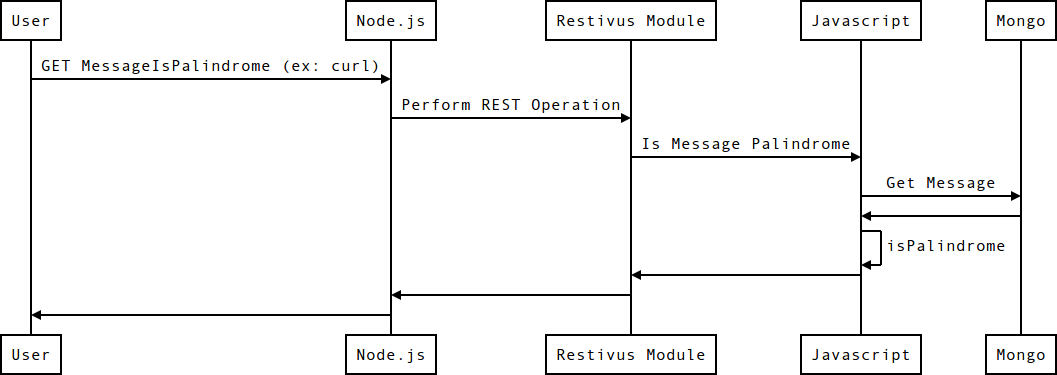 User Node.js Restivus Module Javascript Mongo
GET MessageIsPalindrome (ex: curl)
Perform REST Operation
Is Message Palindrome
Get Message
isPalindrome
User Node.js Restivus Module Javascript Mongo